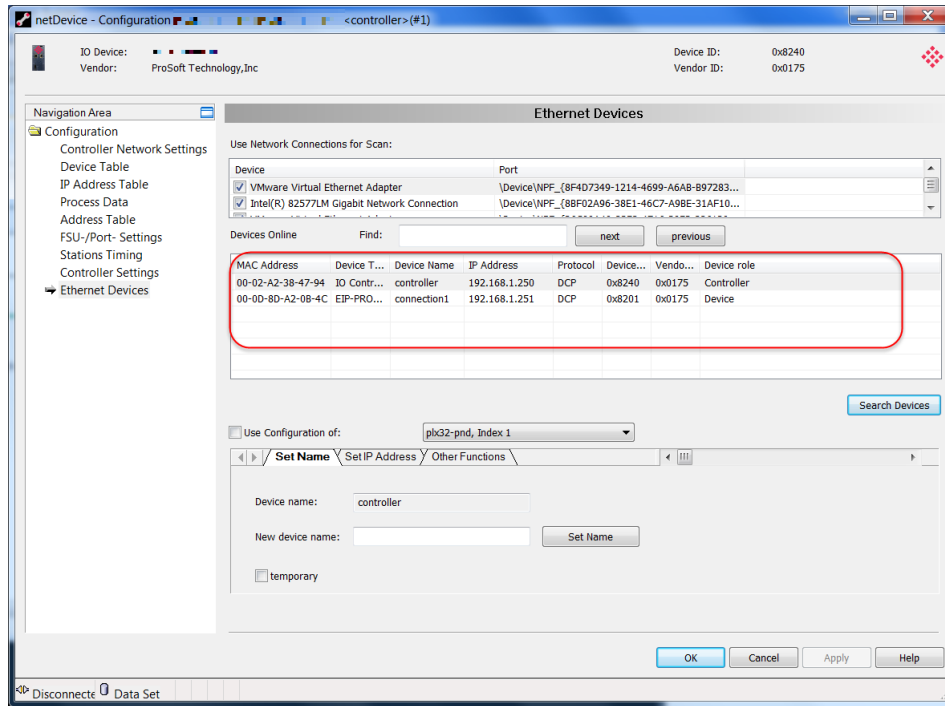 netDevice - Configuration <controller>(#1)
IO Device: Device ID: 0x8240
Vendor: ProSoft Technology,Inc Vendor ID: 0x0175
Navigation Area
Configuration
Controller Network Settings
Device Table
IP Address Table
Process Data
Address Table
FSU-/Port- Settings
Stations Timing
Controller Settings
Ethernet Devices
Ethernet Devices
Use Network Connections for Scan:
Device Port
VMware Virtual Ethernet Adapter \Device\NPF_{8F4D7349-1214-4699-A6AB-B97283...
Intel(R) 82577LM Gigabit Network Connection \Device\NPF_{8BF02A96-38E1-46C7-A9BE-31AF10...
Devices Online Find: next previous
MAC Address Device T... Device Name IP Address Protocol Device... Vendo... Device role
00-02-A2-38-47-94 IO Contr... controller 192.168.1.250 DCP 0x8240 0x0175 Controller
00-0D-8D-A2-0B-4C EIP-PRO... connection1 192.168.1.251 DCP 0x8201 0x0175 Device
Search Devices
Use Configuration of: plx32-pnd, Index 1
Set Name Set IP Address Other Functions
Device name: controller
New device name: Set Name
temporary
OK Cancel Apply Help
Disconnecte Data Set